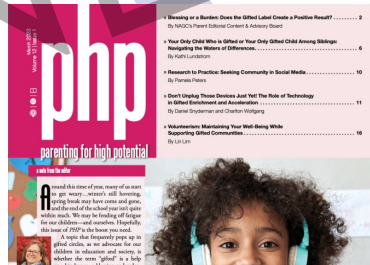 March 2023
Volume 12 | Issue 1
php
parenting for high potential
» Blessing or a Burden: Does the Gifted Label Create a Positive Result? . . . . . . . . 2
By NAGC's Parent Editorial Content & Advisory Board
» Your Only Child Who is Gifted or Your Only Gifted Child Among Siblings:
Navigating the Waters of Differences. . . . . . . . . . . . . . . . . . . . . . . . . . . . . . 6
By Kathi Lundstrom
» Research to Practice: Seeking Community in Social Media . . . . . . . . . . . 10
By Pamela Peters
» Don't Unplug Those Devices Just Yet! The Role of Technology
in Gifted Enrichment and Acceleration . . . . . . . . . . . . . . . . . . . . . . . . . . . 11
By Daniel Snyderman and Charlton Wolfgang
» Volunteerism: Maintaining Your Well-Being While
Supporting Gifted Communities . . . . . . . . . . . . . . . . . . . . . . . . . . . . . . 16
By Lin Lim
a note from the editor
Around this time of year, many of us start
to get weary…winter's still hovering,
spring break may have come and gone,
and the end of the school year isn't quite
within reach. We may be fending off fatigue
for our children—and ourselves. Hopefully,
this issue of PHP is the boost you need.
A topic that frequently pops up in
gifted circles, as we advocate for our
children in education and society, is
whether the term "gifted" is a help